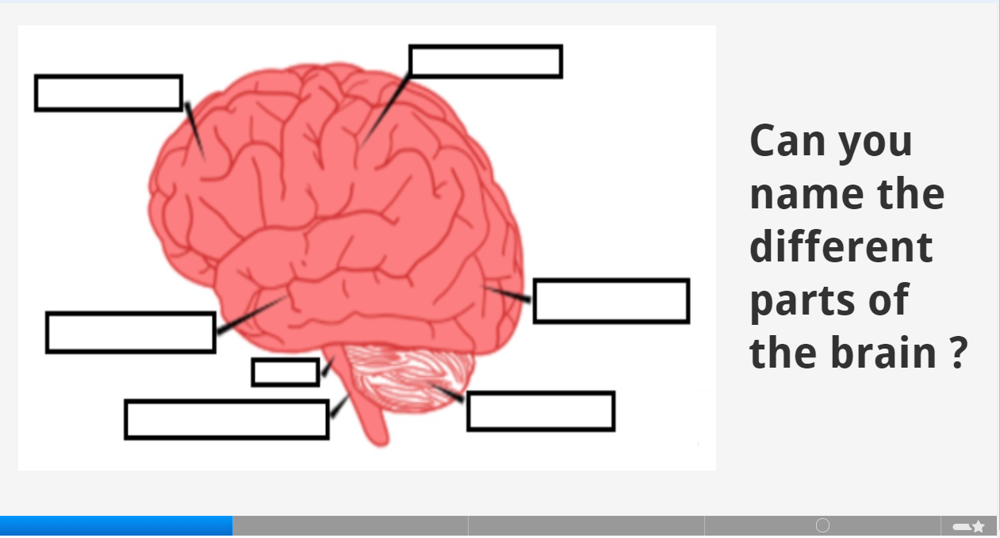 Can you
name the
different
parts of
the brain ?